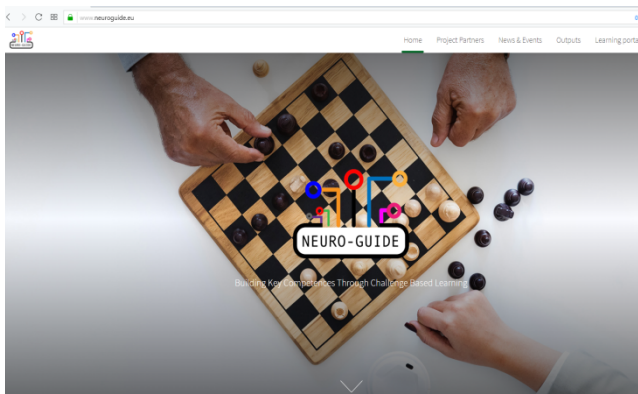 www.neuroguide.eu
Home Project Partners News & Events Outputs Learning porta
NEURO-GUIDE
Building Key Competences Through Challenge Based Learning